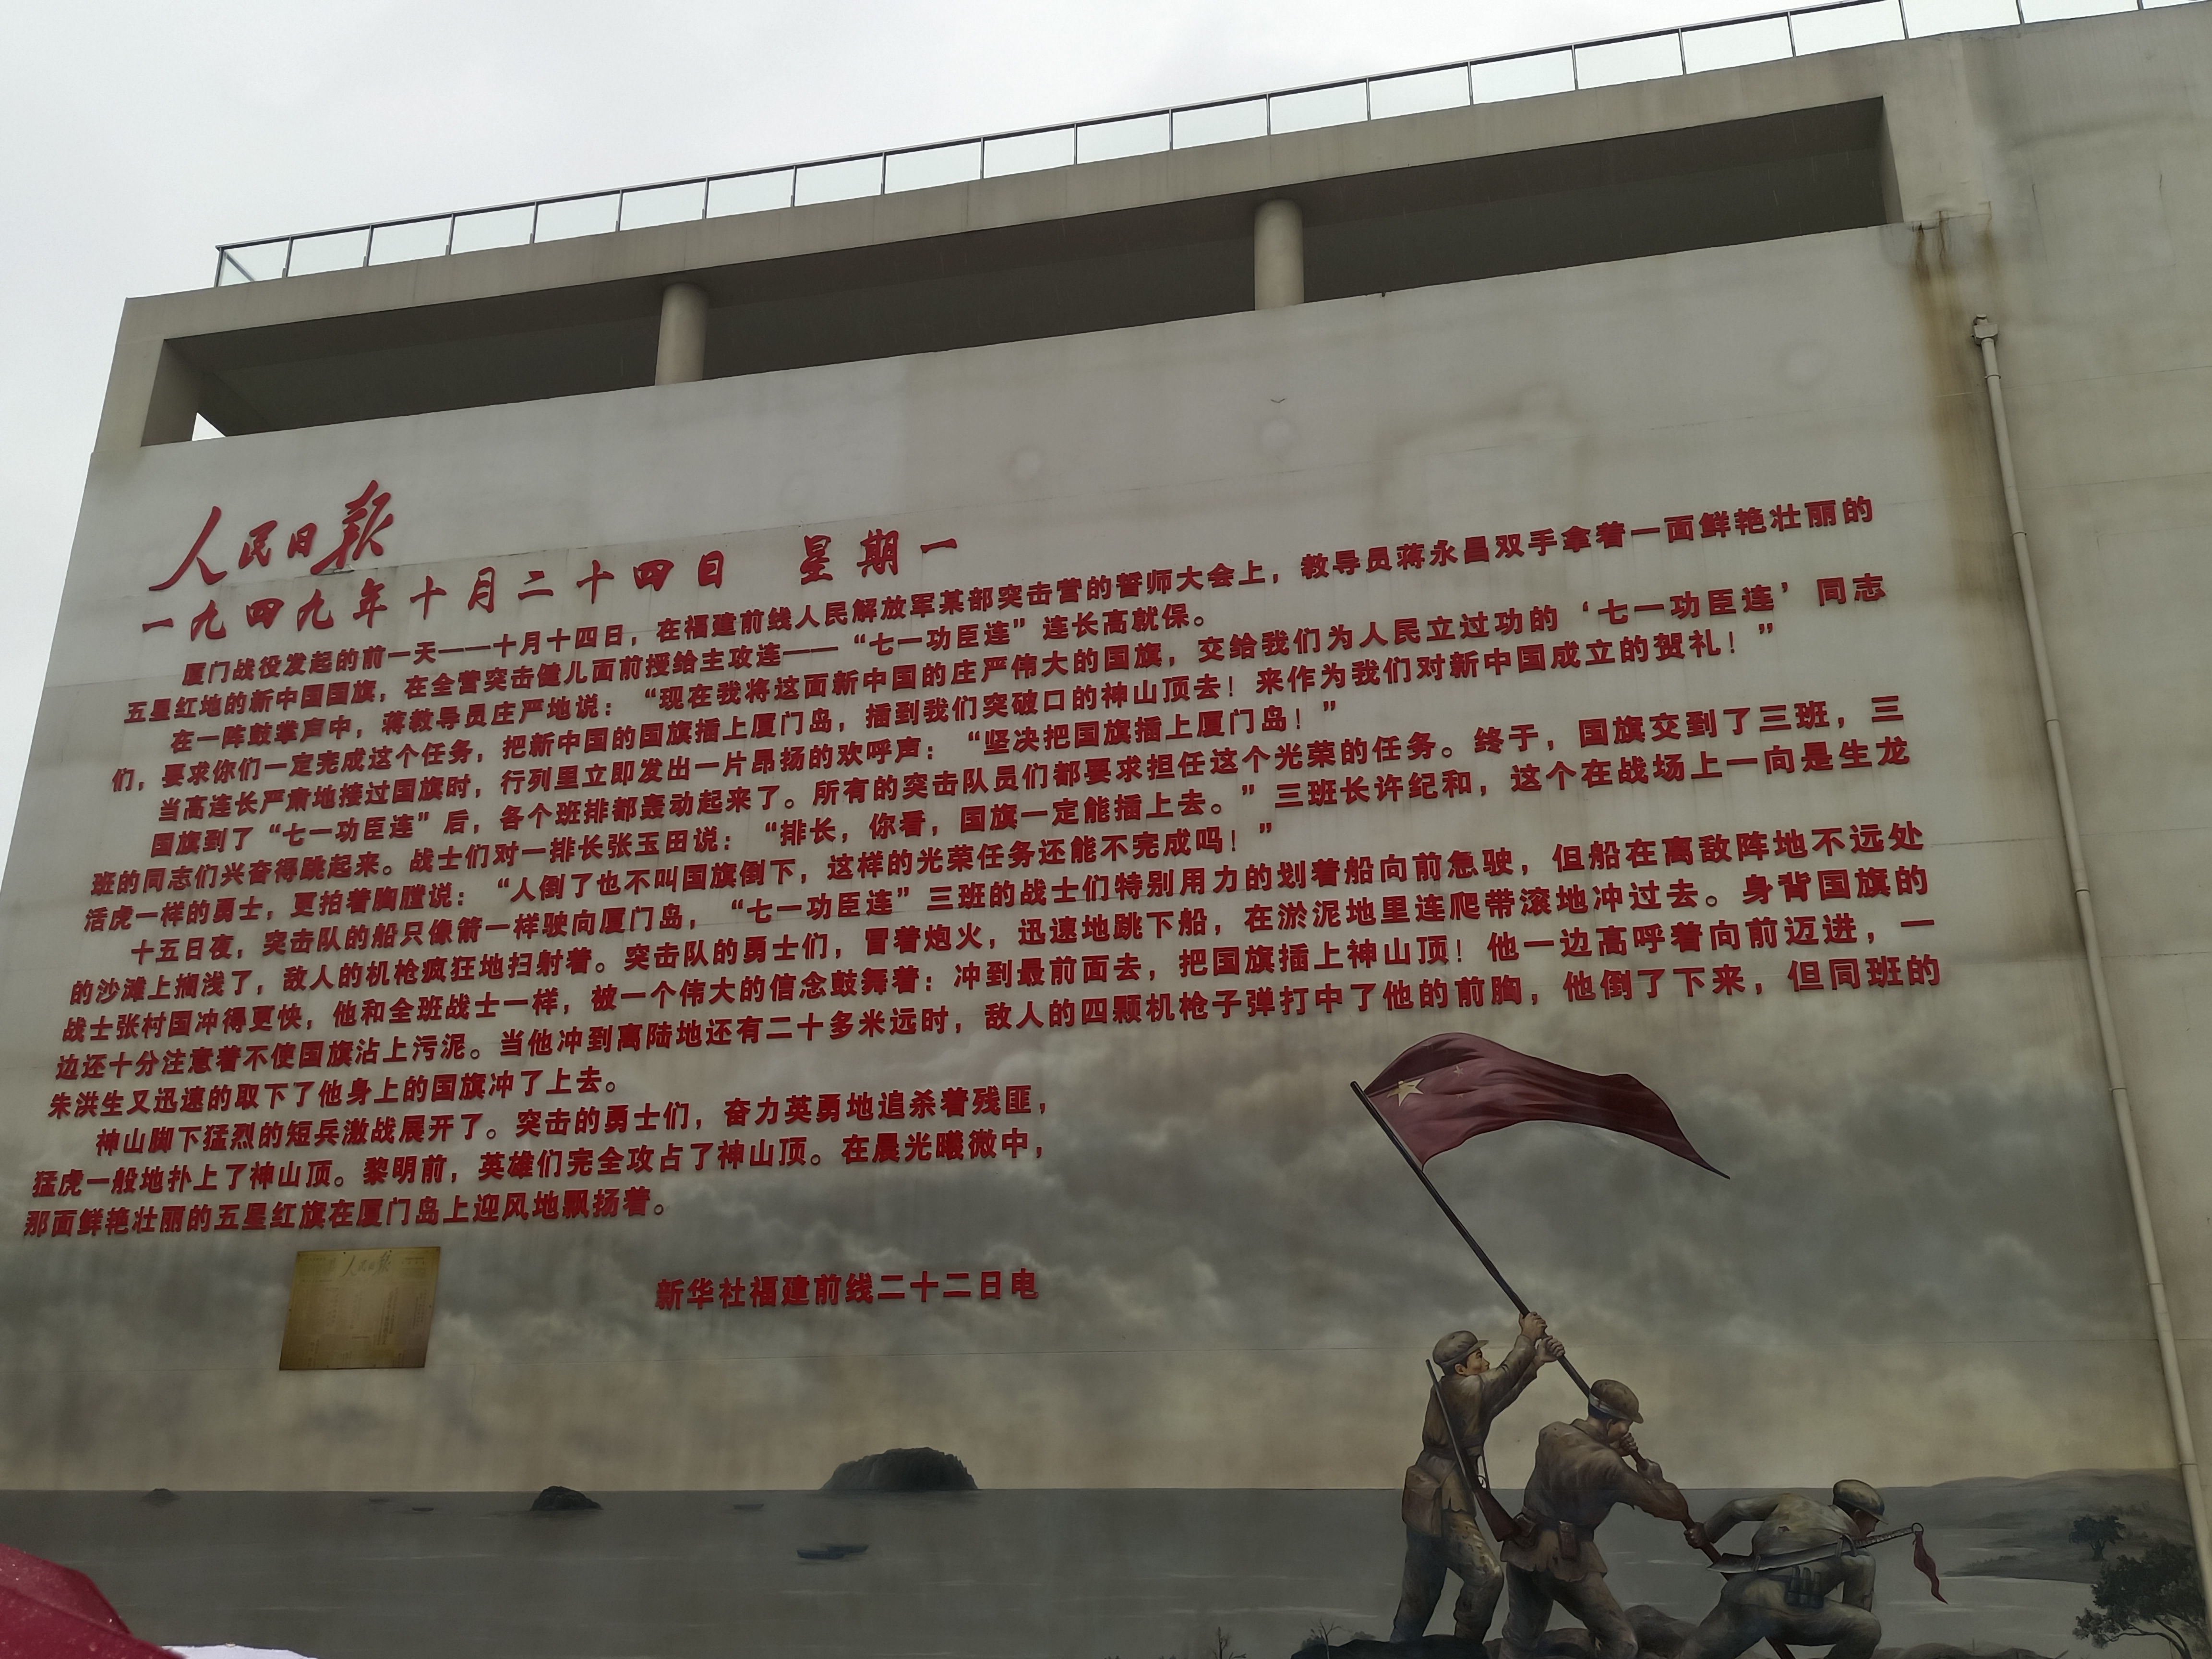 人民日报
一九四九年十月二十四日 星期一
厦门战役发起的前一天——十月十四日，在福建前线人民解放军某部突击营的誓师大会上，教导员蒋永昌双手拿着一面鲜艳壮丽的
五星红地的新中国国旗，在全营突击健儿面前授给主攻连——“七一功臣连”连长高就保。
在一阵鼓掌声中，蒋教导员庄严地说：“现在我将这面新中国的庄严伟大的国旗，交给我们为人民立过功的‘七一功臣连’同志
们，要求你们一定完成这个任务，把新中国的国旗插上厦门岛，插到我们突破口的神山顶去！来作为我们对新中国成立的贺礼！”
当高连长严肃地接过国旗时，行列里立即发出一片昂扬的欢呼声：“坚决把国旗插上厦门岛！”
国旗到了“七一功臣连”后，各个班排都轰动起来了。所有的突击队员们都要求担任这个光荣的任务。终于，国旗交到了三班，三
班的同志们兴奋得跳起来。战士们对一排长张玉田说：“排长，你看，国旗一定能插上去。”三班长许纪和，这个在战场上一向是生龙
活虎一样的勇士，更拍着胸膛说：“人倒了也不叫国旗倒下，这样的光荣任务还能不完成吗！”
十五日夜，突击队的船只像箭一样驶向厦门岛，“七一功臣连”三班的战士们特别用力的划着船向前急驶，但船在离敌阵地不远处
的沙滩上搁浅了，敌人的机枪疯狂地扫射着。突击队的勇士们，冒着炮火，迅速地跳下船，在淤泥地里连爬带滚地冲过去。身背国旗的
战士张村国冲得更快，他和全班战士一样，被一个伟大的信念鼓舞着：冲到最前面去，把国旗插上神山顶！他一边高呼着向前迈进，一
边还十分注意着不使国旗沾上污泥。当他冲到离陆地还有二十多米远时，敌人的四颗机枪子弹打中了他的前胸，他倒了下来，但同班的
朱洪生又迅速的取下了他身上的国旗冲了上去。
神山脚下猛烈的短兵激战展开了。突击的勇士们，奋力英勇地追杀着残匪，
猛虎一般地扑上了神山顶。黎明前，英雄们完全攻占了神山顶。在晨光曦微中，
那面鲜艳壮丽的五星红旗在厦门岛上迎风地飘扬着。
人民日报
新华社福建前线二十二日电